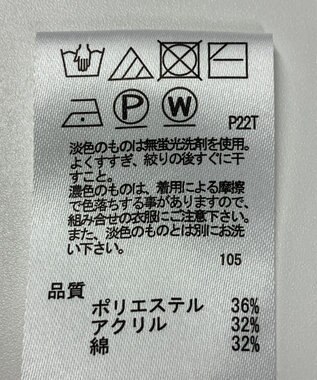 P W P22T
淡色のものは無蛍光洗剤を使用。
よくすすぎ、絞りの後すぐに干
すこと。
濃色のものは、着用による摩擦
で色落ちする事がありますので、
組み合せの衣服にご注意下さい。
また、淡色のものとは別にお洗
い下さい。
105
品質
ポリエステル 36%
アクリル 32%
綿 32%